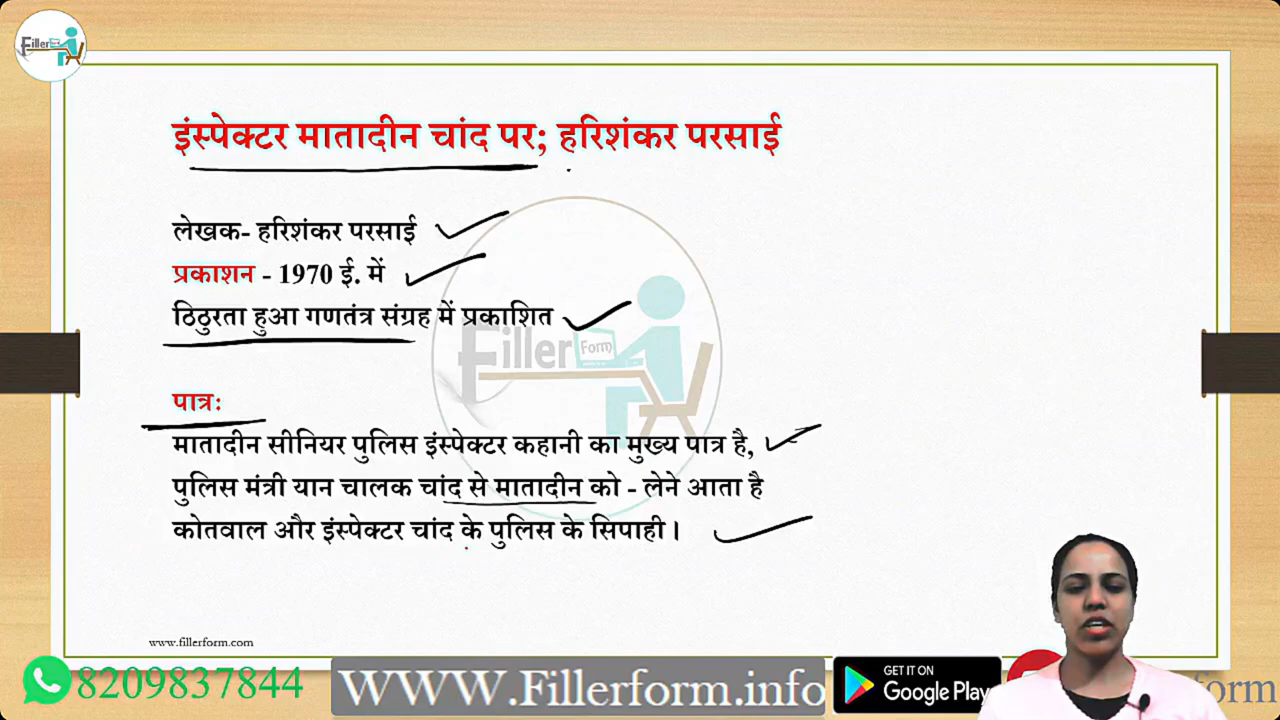 Filler
इंस्पेक्टर मातादीन चांद पर; हरिशंकर परसाई
लेखक- हरिशंकर परसाई
प्रकाशन - 1970 ई. में
ठिठुरता हुआ गणतंत्र संग्रह में प्रकाशित
Filler Form
पात्रः
मातादीन सीनियर पुलिस इंस्पेक्टर कहानी का मुख्य पात्र है,
पुलिस मंत्री यान चालक चांद से मातादीन को - लेने आता है
कोतवाल और इंस्पेक्टर चांद के पुलिस के सिपाही।
www.fillerform.com
8209837844
WWW.Fillerform.info
GET IT ON
Google Play